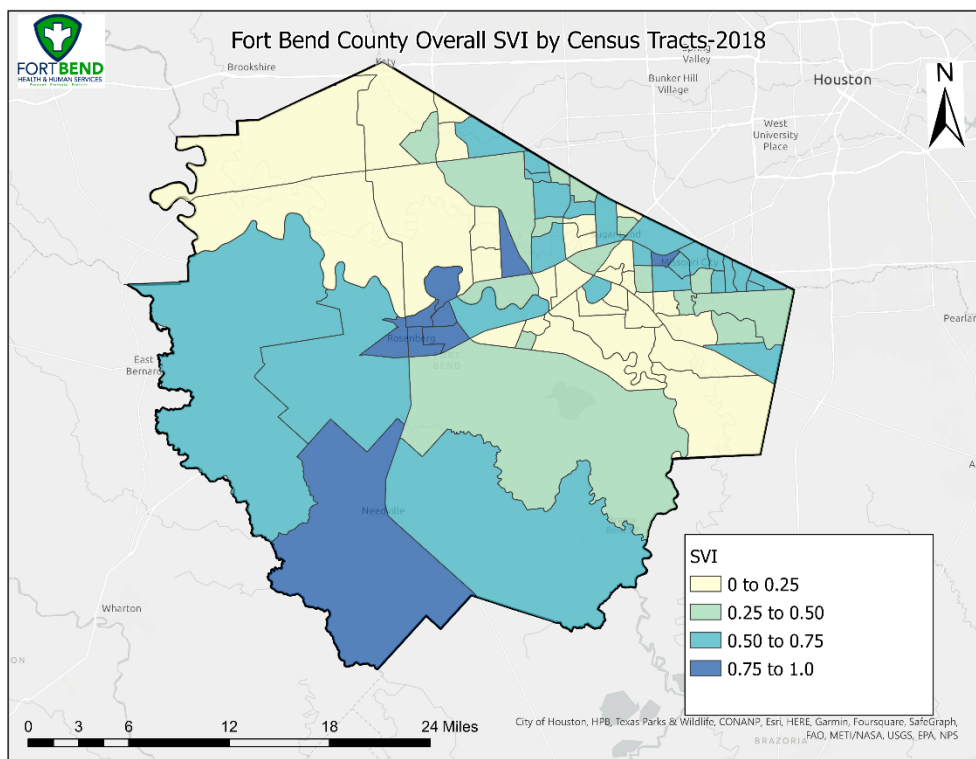 Fort Bend County Overall SVI by Census Tracts-2018
FORT BEND
HEALTH & HUMAN SERVICES
Brookshire
Katy
Spring
Valley
Bunker Hill
Village
Houston
N
West
University
Place
Missouri City
Pearlan
East
Bernard
Rosenberg
FORT
BEND
Needville
Wharton
SVI
0 to 0.25
0.25 to 0.50
0.50 to 0.75
0.75 to 1.0
0 3 6 12 18 24 Miles
City of Houston, HPB, Texas Parks & Wildlife, CONANP, Esri, HERE, Garmin, Foursquare, SafeGraph,
FAO, METI/NASA, USGS, EPA, NPS
BRAZORIA